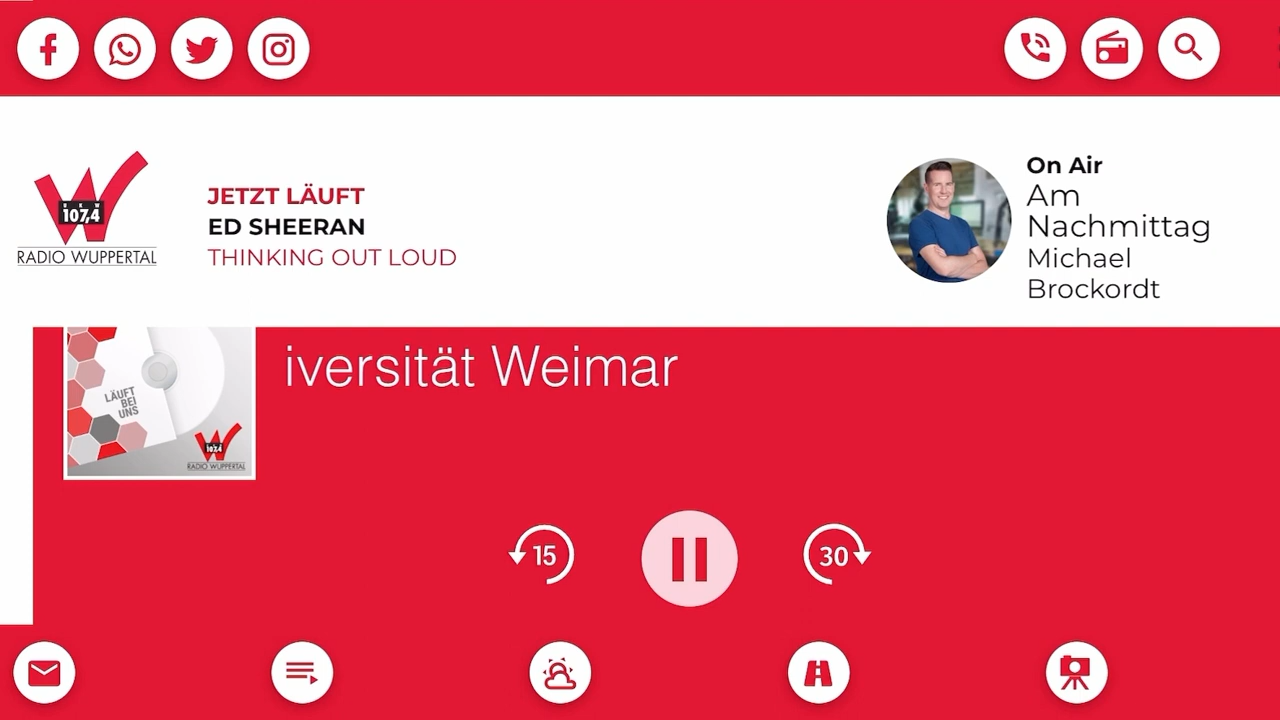 UKW
107,4
RADIO WUPPERTAL
JETZT LÄUFT
ED SHEERAN
THINKING OUT LOUD
On Air
Am
Nachmittag
Michael
Brockordt
iversität Weimar
LÄUFT
BEI
UNS
107,4
RADIO WUPPERTAL
15
30